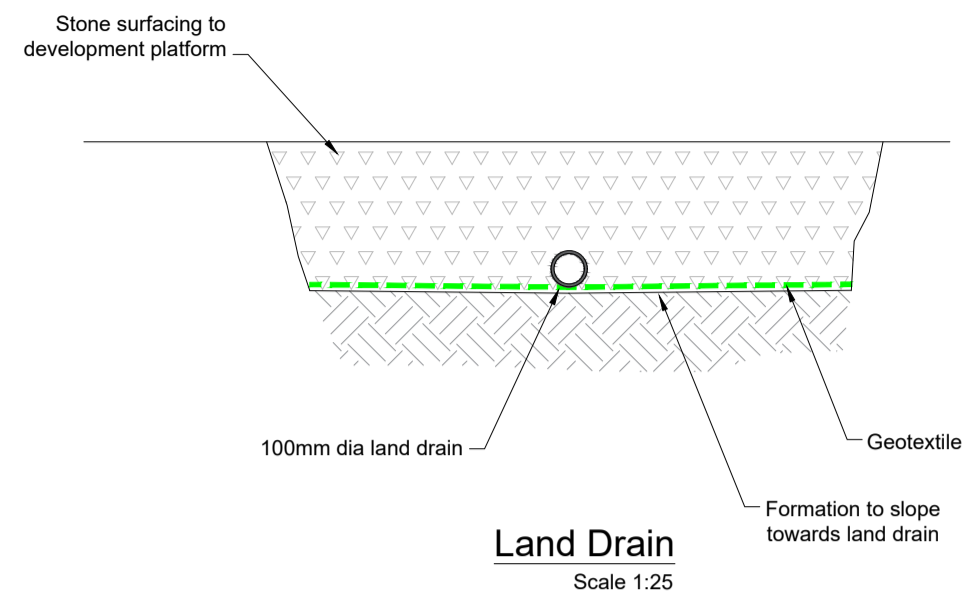 Stone surfacing to
development platform
100mm dia land drain
Geotextile
Formation to slope
towards land drain
Land Drain
Scale 1:25